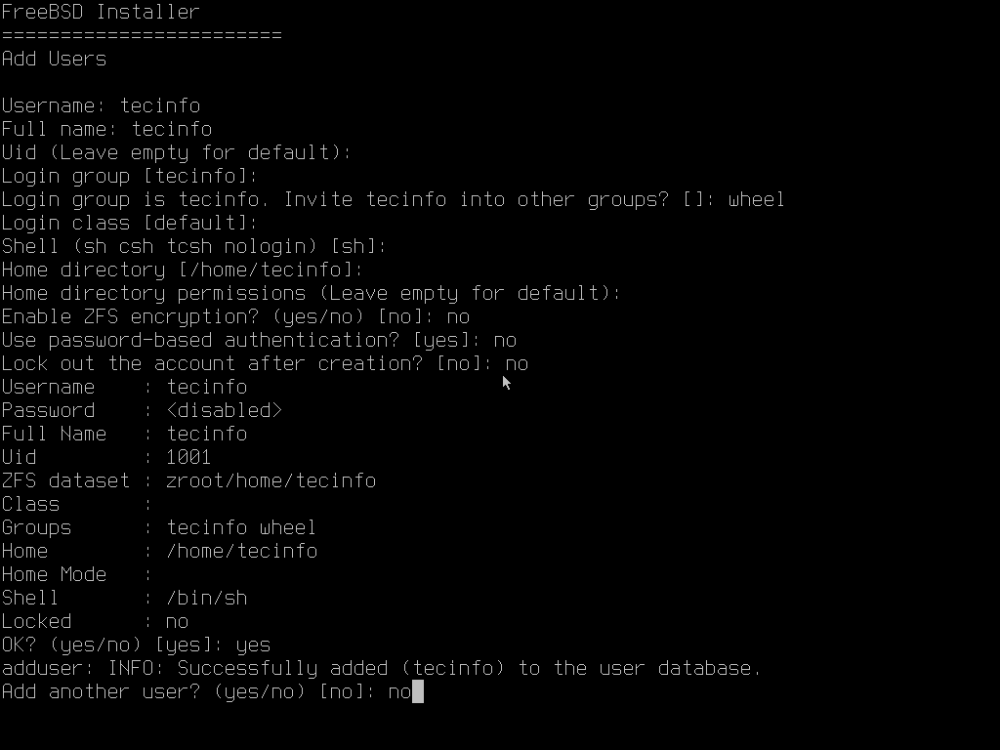 FreeBSD Installer
========================
Add Users

Username: tecinfo
Full name: tecinfo
Uid (Leave empty for default):
Login group [tecinfo]:
Login group is tecinfo. Invite tecinfo into other groups? []: wheel
Login class [default]:
Shell (sh csh tcsh nologin) [sh]:
Home directory [/home/tecinfo]:
Home directory permissions (Leave empty for default):
Enable ZFS encryption? (yes/no) [no]: no
Use password-based authentication? [yes]: no
Lock out the account after creation? [no]: no
Username    : tecinfo
Password    : <disabled>
Full Name   : tecinfo
Uid         : 1001
ZFS dataset : zroot/home/tecinfo
Class       :
Groups      : tecinfo wheel
Home        : /home/tecinfo
Home Mode   :
Shell       : /bin/sh
Locked      : no
OK? (yes/no) [yes]: yes
adduser: INFO: Successfully added (tecinfo) to the user database.
Add another user? (yes/no) [no]: no